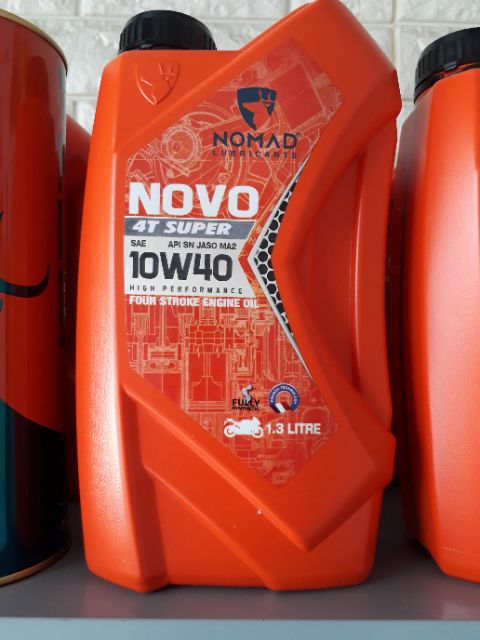 NOMAD®
LUBRICANTS
NOVO
4T SUPER
SAE API SN JASO MA2
10W40
HIGH PERFORMANCE
FOUR STROKE ENGINE OIL
FULLY
SYNTHETIC
1.3 LITRE